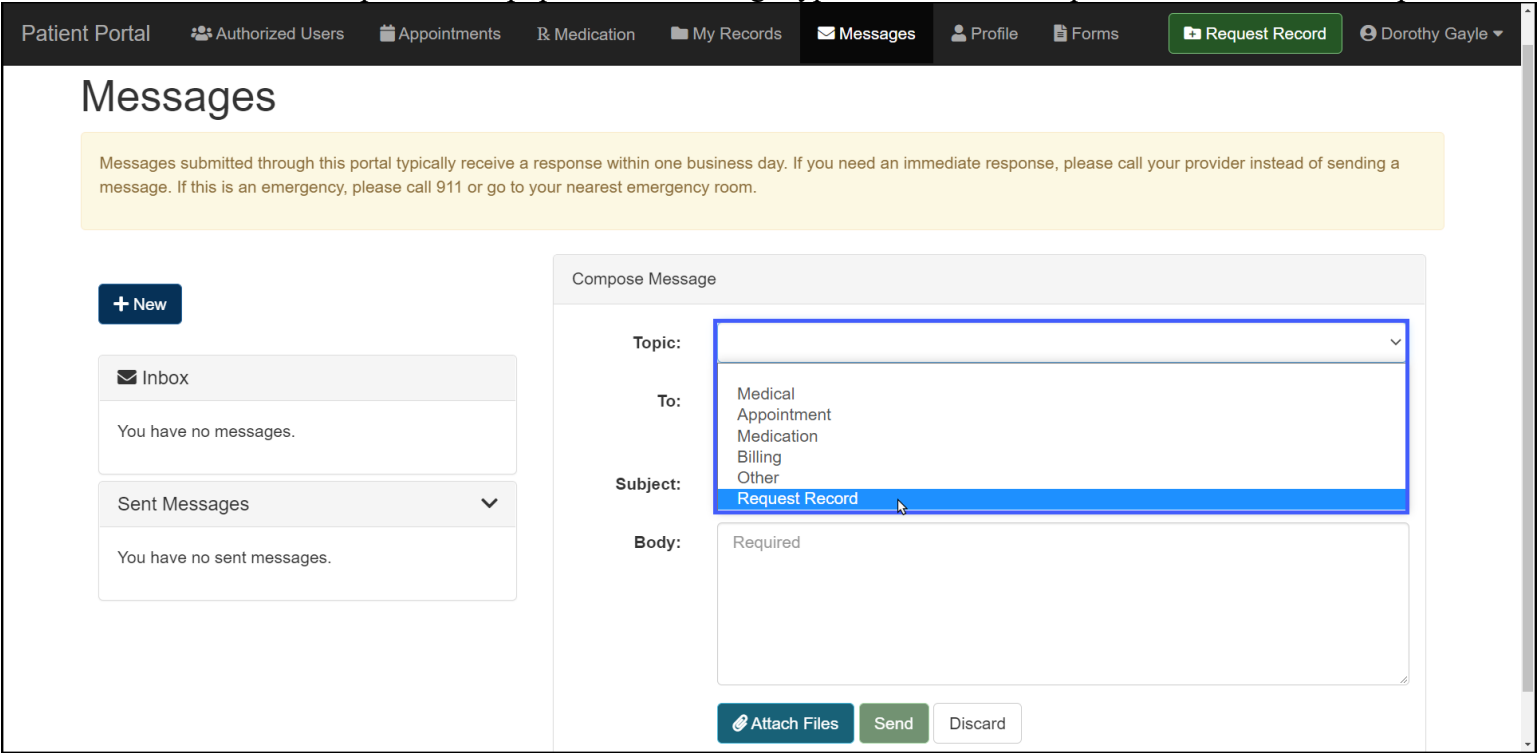 Patient Portal Authorized Users Appointments Medication My Records Messages Profile Forms Request Record Dorothy Gayle
Messages
Messages submitted through this portal typically receive a response within one business day. If you need an immediate response, please call your provider instead of sending a
message. If this is an emergency, please call 911 or go to your nearest emergency room.
+ New
Inbox
You have no messages.
Sent Messages
You have no sent messages.
Compose Message
Topic:
Medical
To:
Appointment
Medication
Billing
Other
Subject:
Request Record
Body:
Required
Attach Files Send Discard